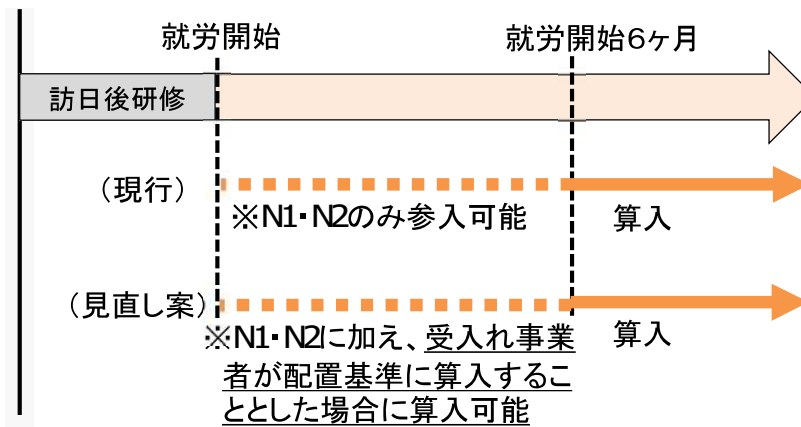 就労開始
就労開始6ヶ月
訪日後研修
（現行）
※N1・N2のみ参入可能
算入
（見直し案）
※N1・N2に加え、受入れ事業
者が配置基準に算入するこ
ととした場合に算入可能
算入